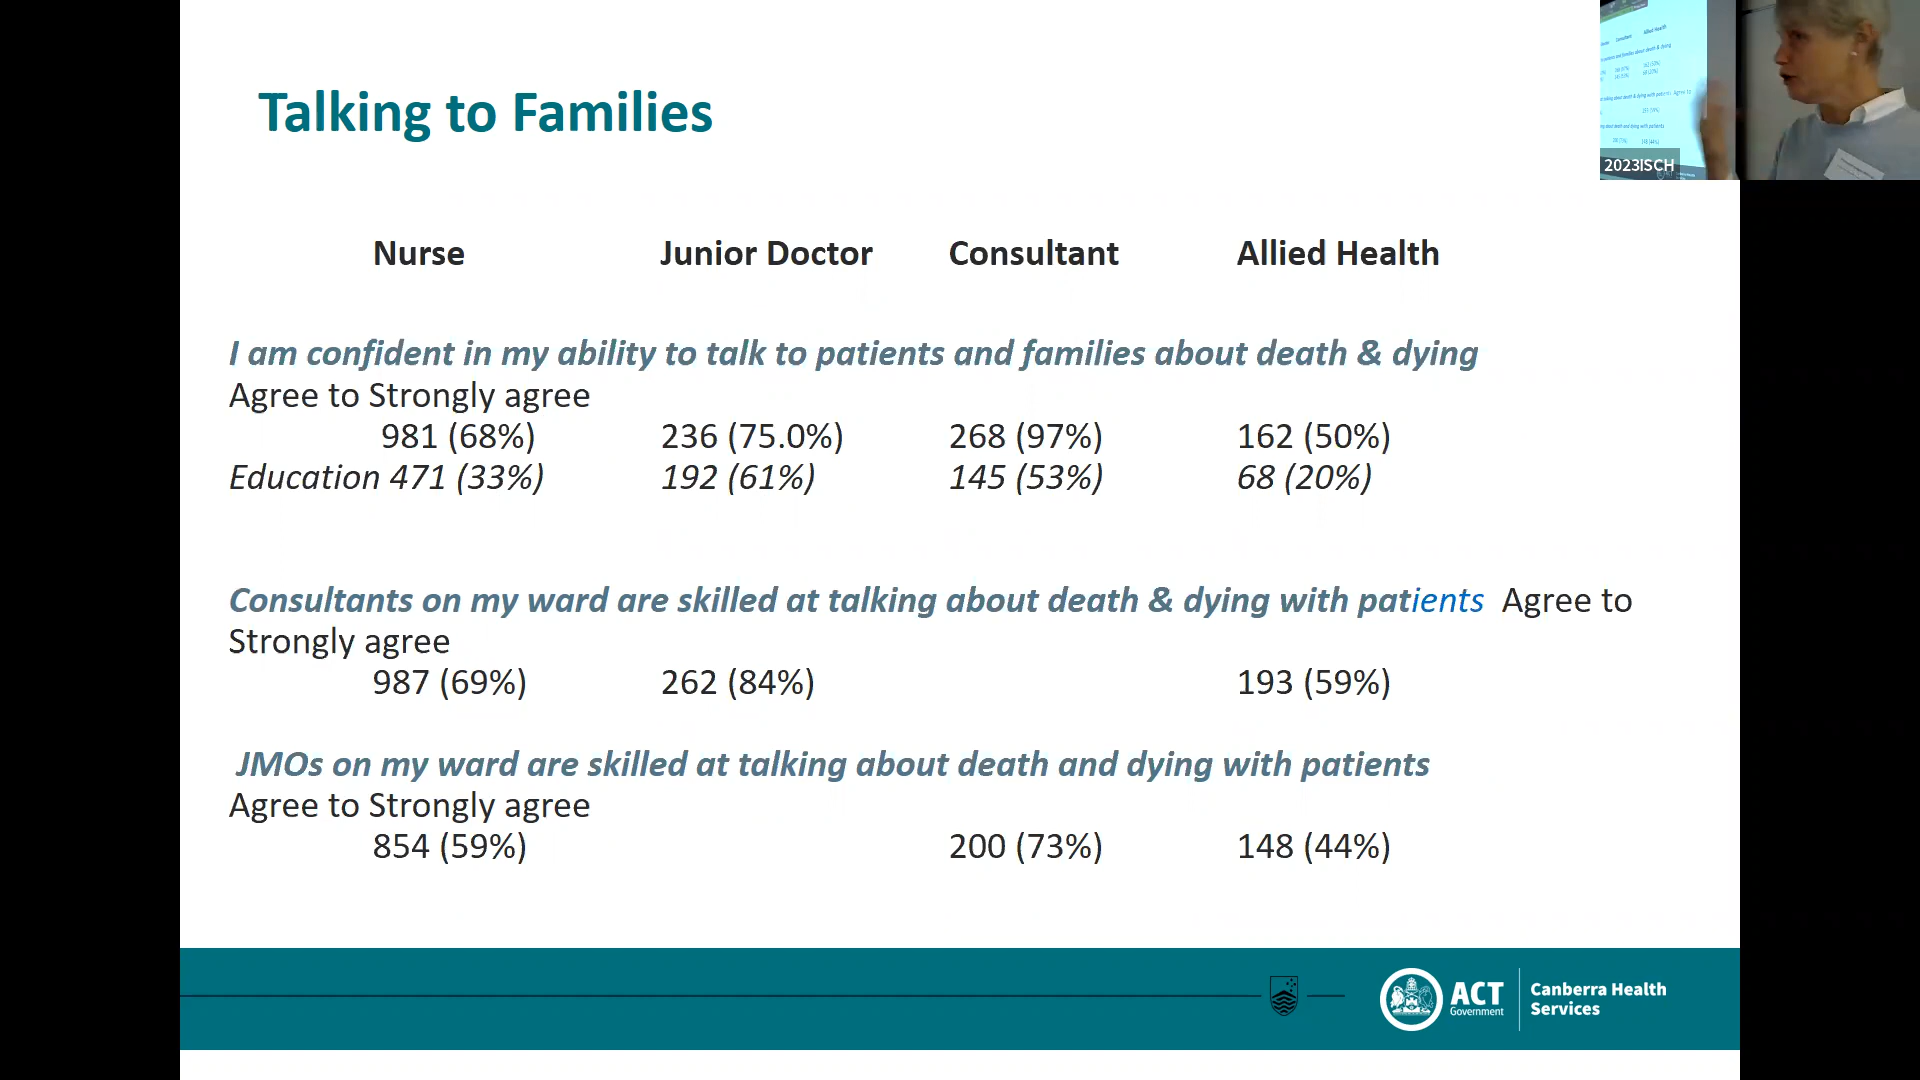 Talking to Families
Nurse Junior Doctor Consultant Allied Health
I am confident in my ability to talk to patients and families about death & dying
Agree to Strongly agree
981 (68%) 236 (75.0%) 268 (97%) 162 (50%)
Education 471 (33%) 192 (61%) 145 (53%) 68 (20%)
Consultants on my ward are skilled at talking about death & dying with patients Agree to
Strongly agree
987 (69%) 262 (84%) 193 (59%)
JMOs on my ward are skilled at talking about death and dying with patients
Agree to Strongly agree
854 (59%) 200 (73%) 148 (44%)
ACT
Government
Canberra Health
Services
Consultant Allied Health
2023ISCH